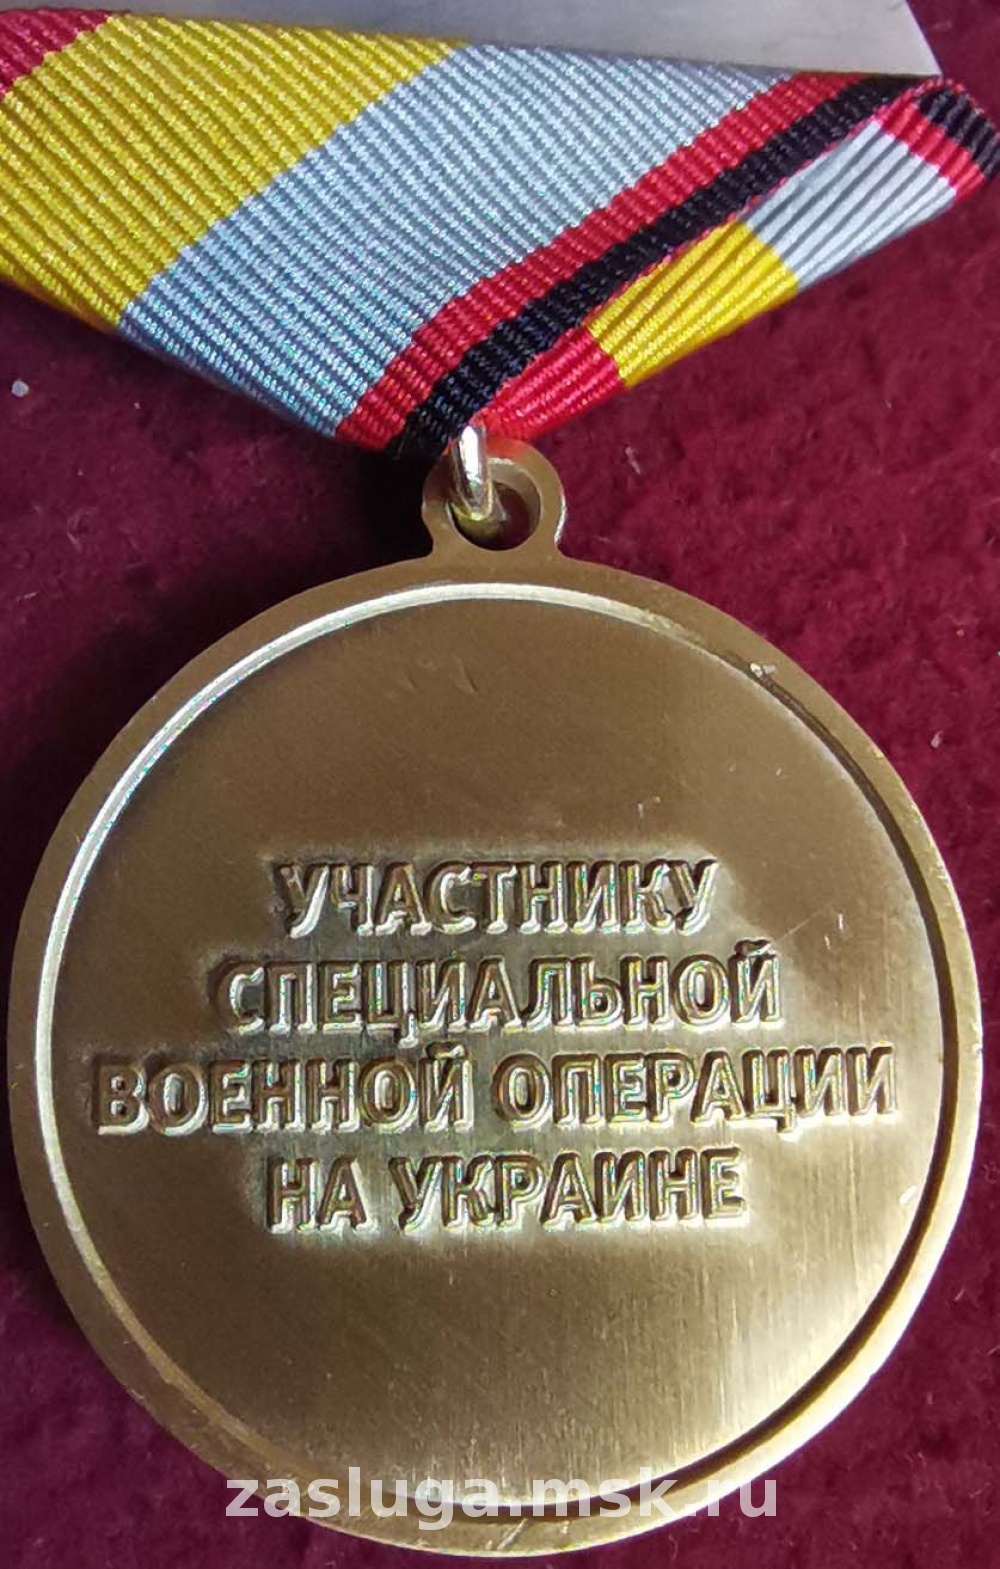 УЧАСТНИКУ
СПЕЦИАЛЬНОЙ
ВОЕННОЙ ОПЕРАЦИИ
НА УКРАИНЕ
zasluga.msk.ru